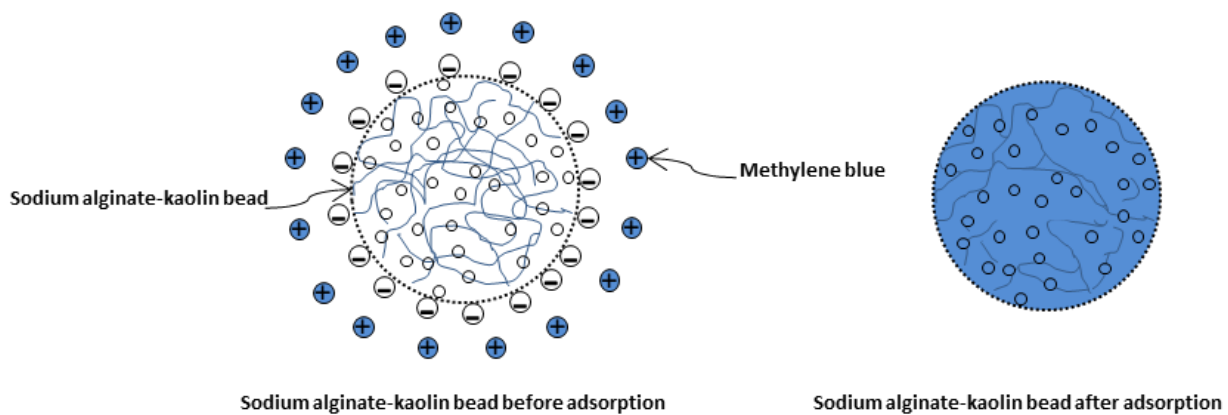 Methylene blue
Sodium alginate-kaolin bead
Sodium alginate-kaolin bead before adsorption
Sodium alginate-kaolin bead after adsorption